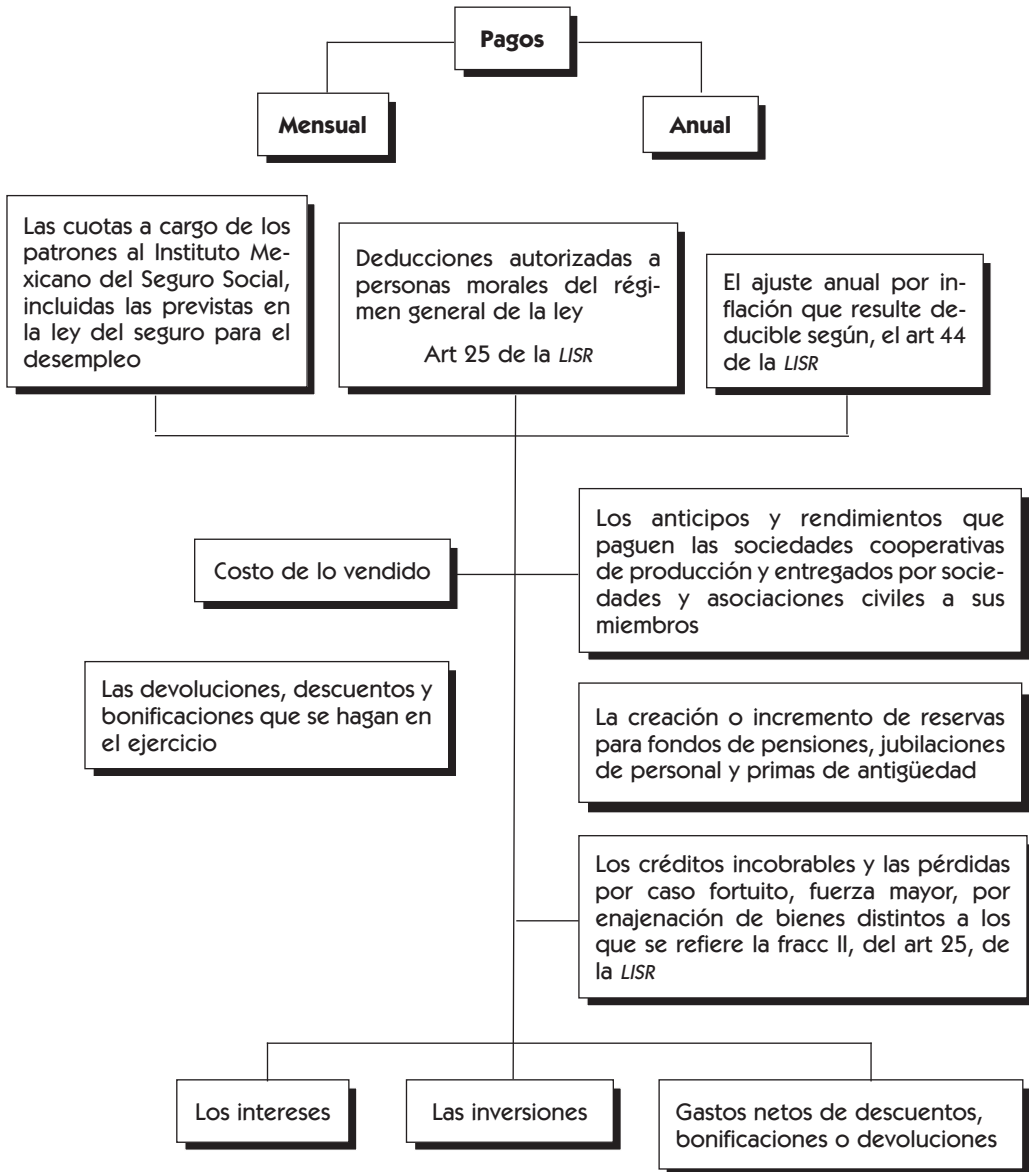 Pagos
Mensual
Anual
Las cuotas a cargo de los
patrones al Instituto Me-
xicano del Seguro Social,
incluidas las previstas en
la ley del seguro para el
desempleo
Deducciones autorizadas a
personas morales del régi-
men general de la ley
Art 25 de la LISR
El ajuste anual por in-
flación que resulte de-
ducible según, el art 44
de la LISR
Costo de lo vendido
Los anticipos y rendimientos que
paguen las sociedades cooperativas
de producción y entregados por socie-
dades y asociaciones civiles a sus
miembros
Las devoluciones, descuentos y
bonificaciones que se hagan en
el ejercicio
La creación o incremento de reservas
para fondos de pensiones, jubilaciones
de personal y primas de antigüedad
Los créditos incobrables y las pérdidas
por caso fortuito, fuerza mayor, por
enajenación de bienes distintos a los
que se refiere la fracc II, del art 25, de
la LISR
Los intereses
Las inversiones
Gastos netos de descuentos,
bonificaciones o devoluciones